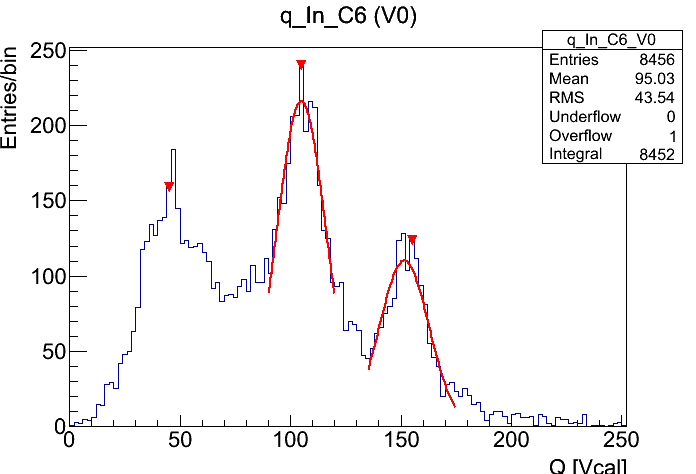 q_In_C6 (V0)
q_In_C6_V0
Entries 8456
Mean 95.03
RMS 43.54
Underflow 0
Overflow 1
Integral 8452
Entries/bin
250
200
150
100
50
0
0 50 100 150 200 250
Q [Vcal]